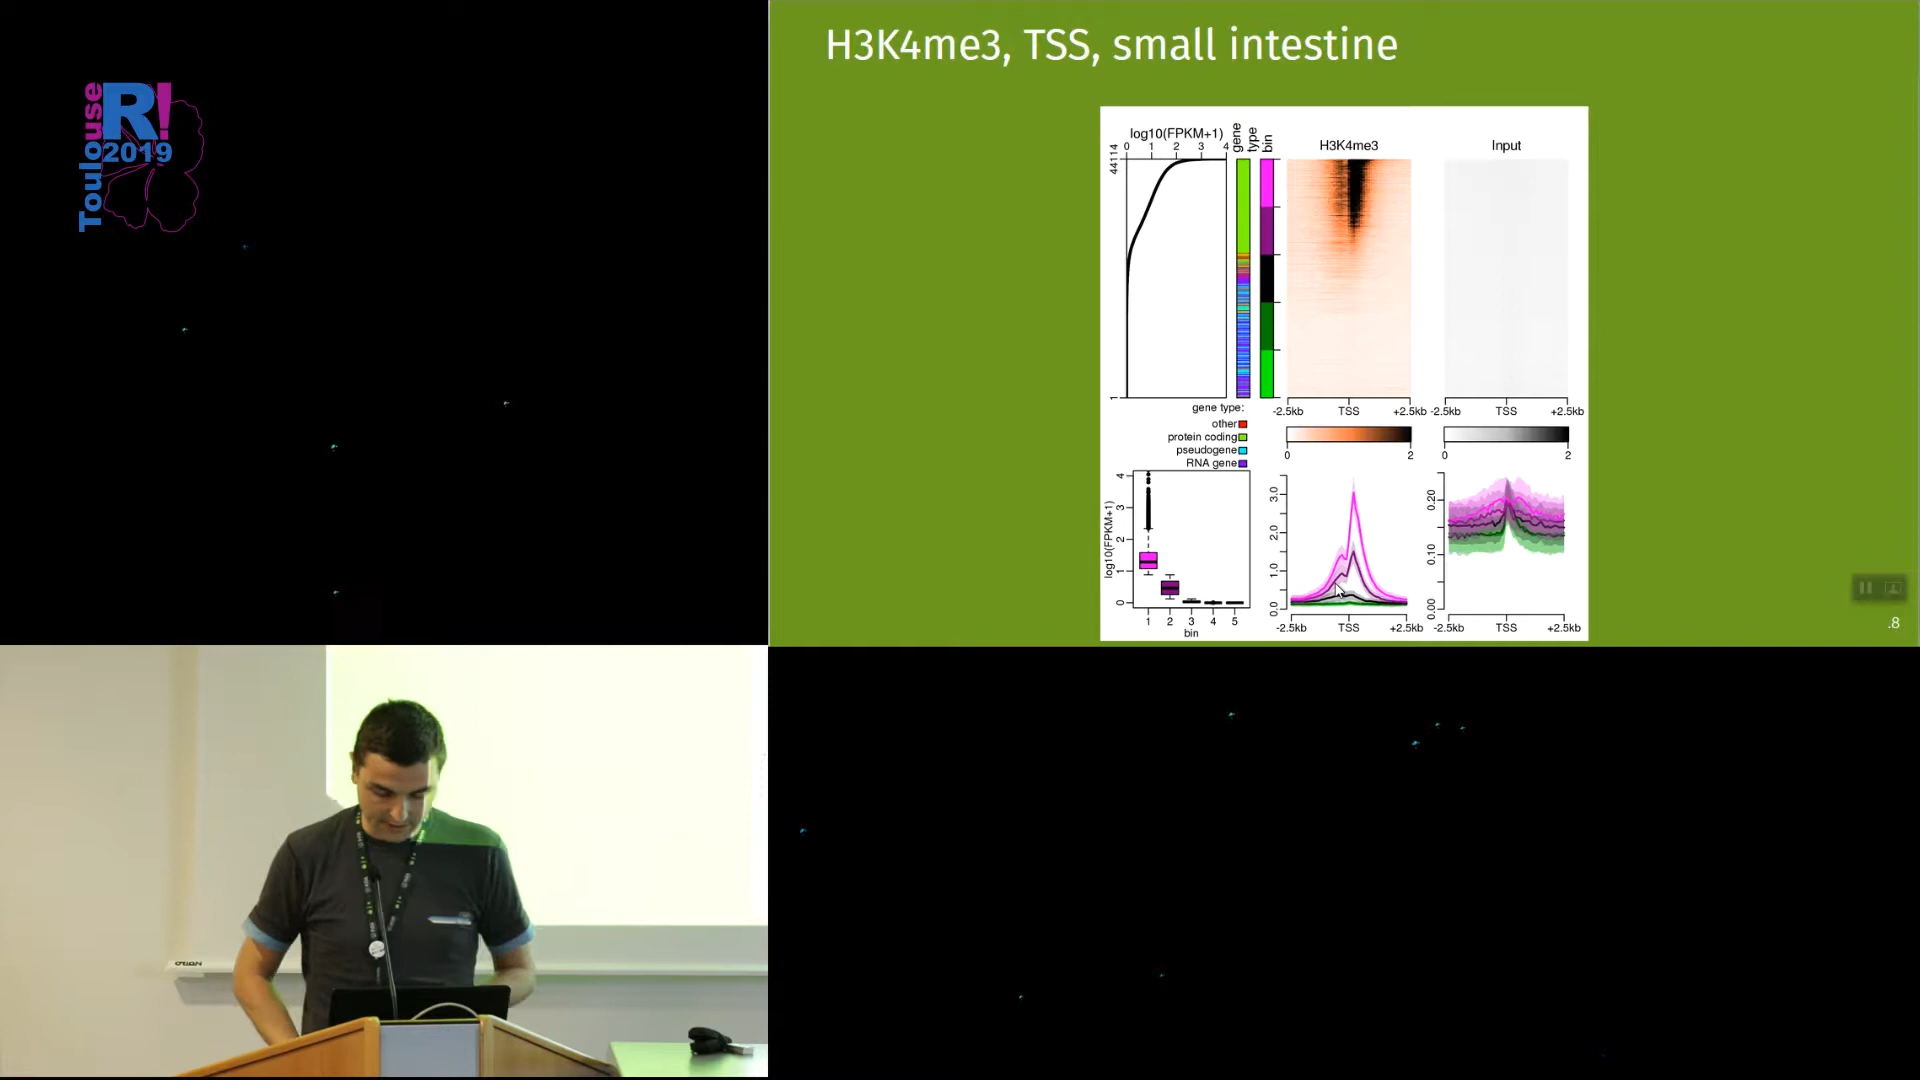 Toulouse
R!
2019
H3K4me3, TSS, small intestine
log10(FPKM+1)
0 1 2 3 4
44114
1
gene
type
bin
H3K4me3
Input
-2.5kb TSS +2.5kb
-2.5kb TSS +2.5kb
gene type:
other
protein coding
pseudogene
RNA gene
0 2
0 2
log10(FPKM+1)
0 1 2 3 4
1 2 3 4 5
bin
0.0 1.0 2.0 3.0
-2.5kb TSS +2.5kb
0.00 0.10 0.20
-2.5kb TSS +2.5kb
.8